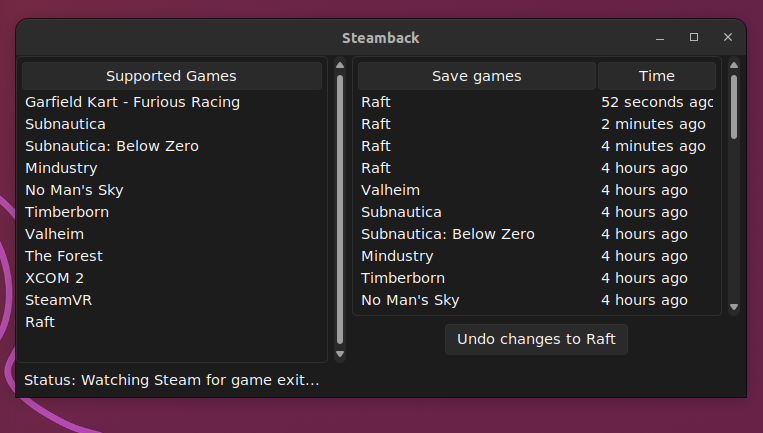 Steamback
Supported Games
Garfield Kart - Furious Racing
Subnautica
Subnautica: Below Zero
Mindustry
No Man's Sky
Timberborn
Valheim
The Forest
XCOM 2
SteamVR
Raft
Save games Time
Raft 52 seconds ago
Raft 2 minutes ago
Raft 4 minutes ago
Raft 4 hours ago
Valheim 4 hours ago
Subnautica 4 hours ago
Subnautica: Below Zero 4 hours ago
Mindustry 4 hours ago
Timberborn 4 hours ago
No Man's Sky 4 hours ago
Undo changes to Raft
Status: Watching Steam for game exit...